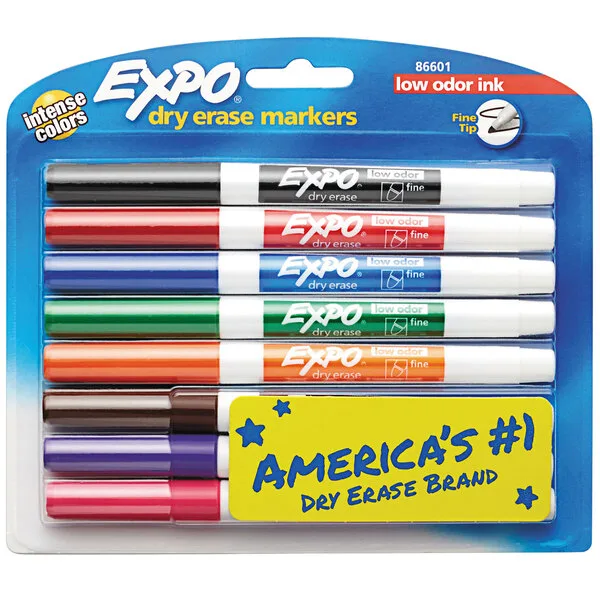 86601
EXPO®
low odor ink
intense
colors
dry erase markers
Fine
Tip
EXPO® low odor
dry erase fine
EXPO® low odor
dry erase fine
EXPO® low odor
dry erase fine
EXPO® low odor
dry erase fine
EXPO® low odor
dry erase fine
AMERICA'S #1
DRY ERASE BRAND